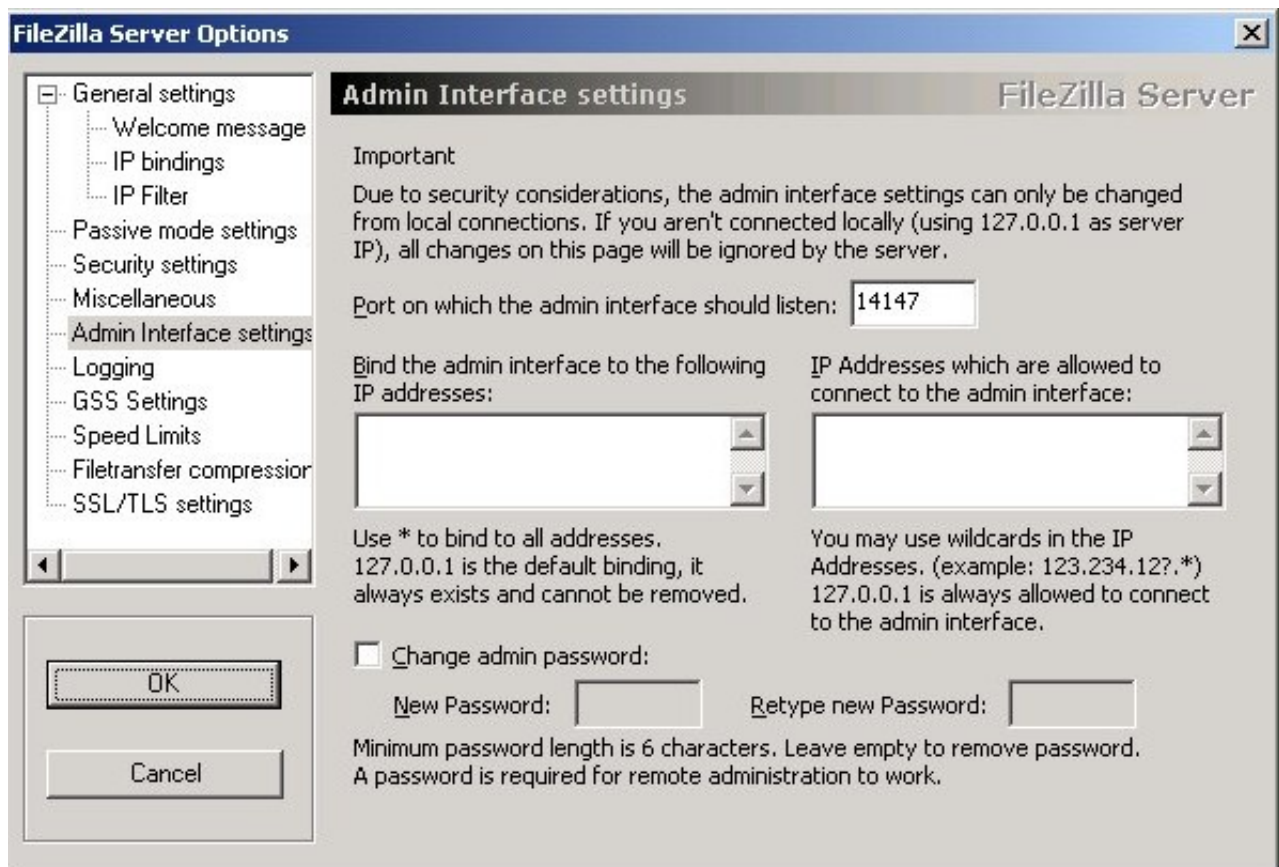 FileZilla Server Options
General settings
Welcome message
IP bindings
IP Filter
Passive mode settings
Security settings
Miscellaneous
Admin Interface settings
Logging
GSS Settings
Speed Limits
Filetransfer compression
SSL/TLS settings
OK
Cancel
Admin Interface settings
FileZilla Server
Important
Due to security considerations, the admin interface settings can only be changed
from local connections. If you aren't connected locally (using 127.0.0.1 as server
IP), all changes on this page will be ignored by the server.
Port on which the admin interface should listen: 14147
Bind the admin interface to the following
IP addresses:
Use * to bind to all addresses.
127.0.0.1 is the default binding, it
always exists and cannot be removed.
IP Addresses which are allowed to
connect to the admin interface:
You may use wildcards in the IP
Addresses. (example: 123.234.12?.*)
127.0.0.1 is always allowed to connect
to the admin interface.
Change admin password:
New Password: Retype new Password:
Minimum password length is 6 characters. Leave empty to remove password.
A password is required for remote administration to work.